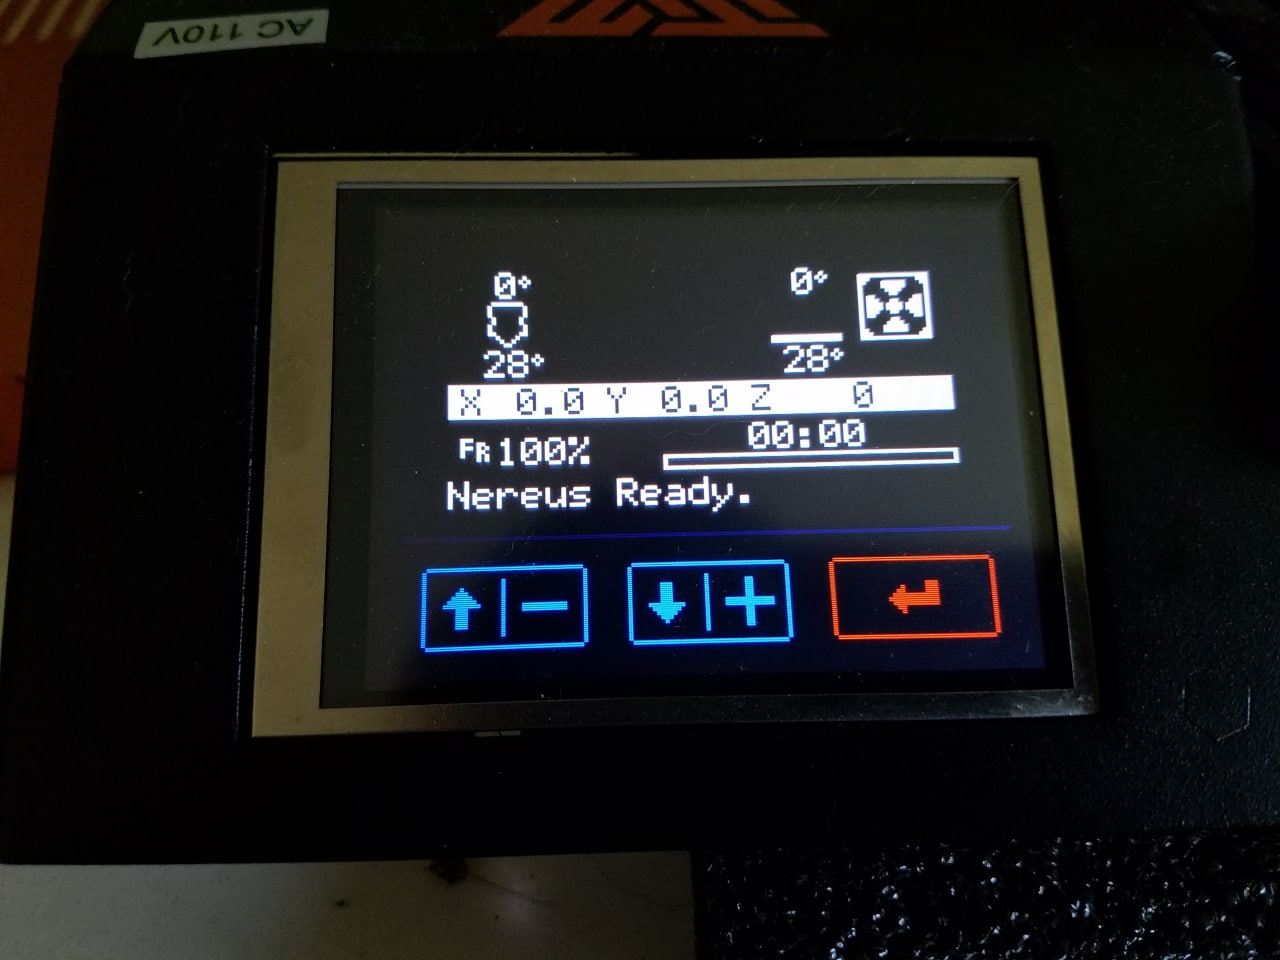 AC 110V
0° 0°
28° 28°
X 0.0 Y 0.0 Z 0
FR 100% 00:00
Nereus Ready.